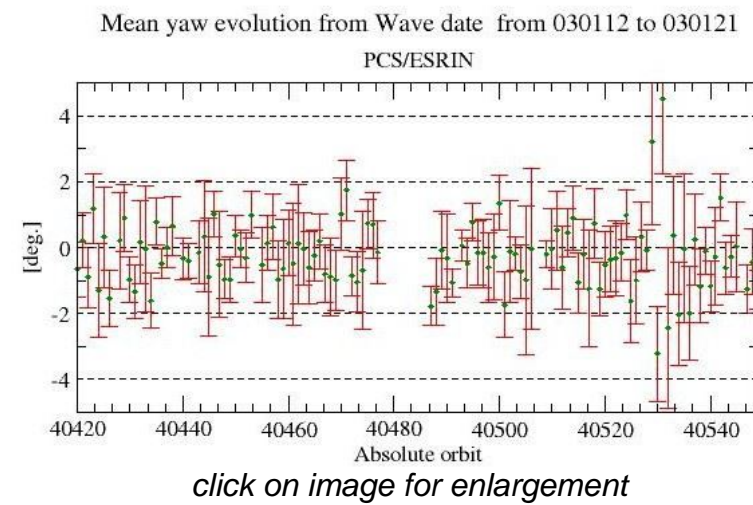 Mean yaw evolution from Wave date from 030112 to 030121
PCS/ESRIN
4
2
0
-2
-4
[deg.]
40420 40440 40460 40480 40500 40520 40540
Absolute orbit
click on image for enlargement